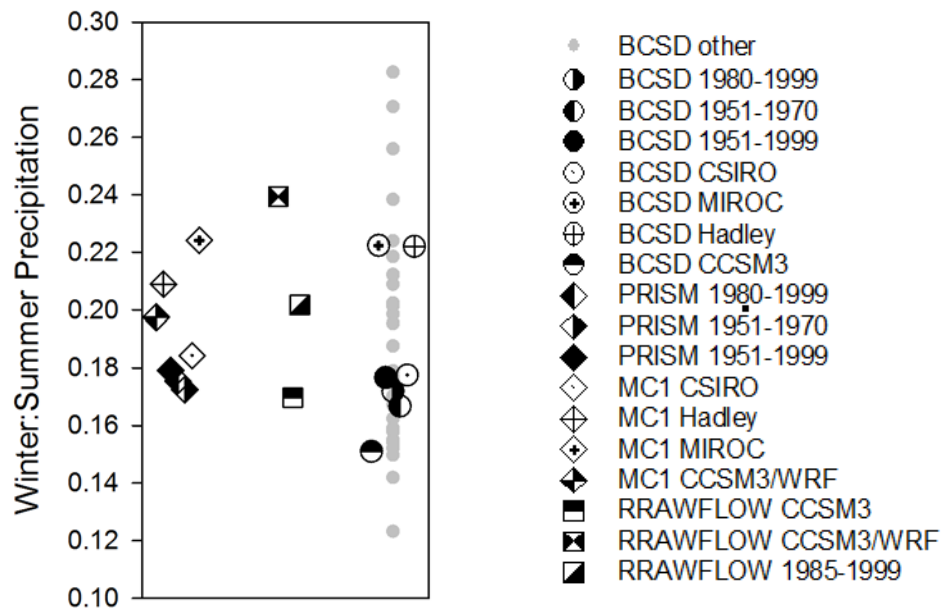 Winter:Summer Precipitation
0.30
0.28
0.26
0.24
0.22
0.20
0.18
0.16
0.14
0.12
0.10
BCSD other
BCSD 1980-1999
BCSD 1951-1970
BCSD 1951-1999
BCSD CSIRO
BCSD MIROC
BCSD Hadley
BCSD CCSM3
PRISM 1980-1999
PRISM 1951-1970
PRISM 1951-1999
MC1 CSIRO
MC1 Hadley
MC1 MIROC
MC1 CCSM3/WRF
RRAWFLOW CCSM3
RRAWFLOW CCSM3/WRF
RRAWFLOW 1985-1999